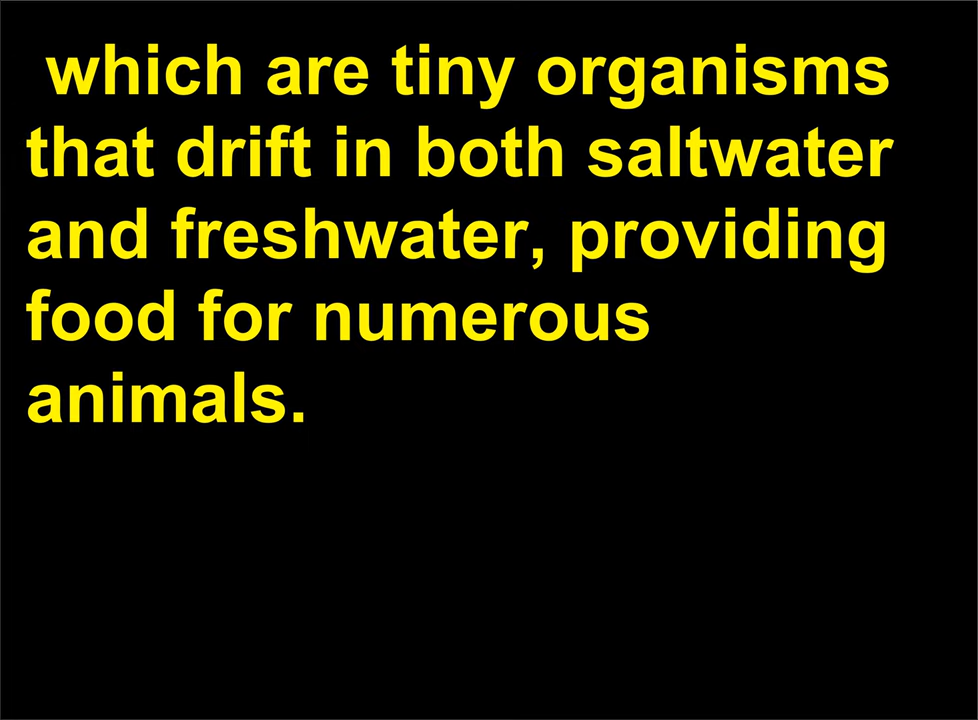 which are tiny organisms
that drift in both saltwater
and freshwater, providing
food for numerous
animals.